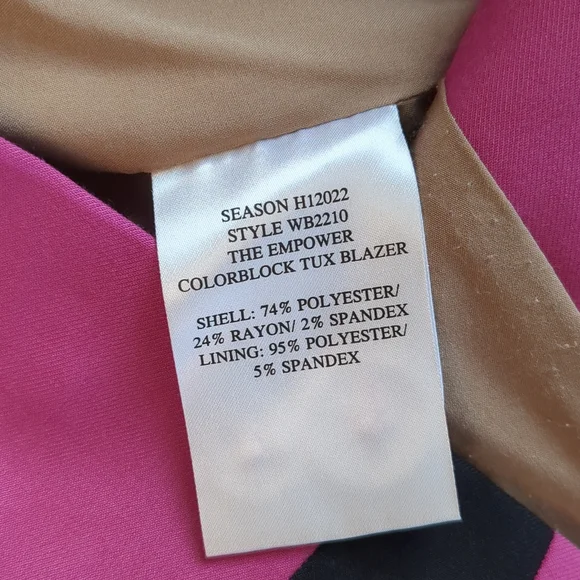 SEASON H12022
STYLE WB2210
THE EMPOWER
COLORBLOCK TUX BLAZER
SHELL: 74% POLYESTER/
24% RAYON/ 2% SPANDEX
LINING: 95% POLYESTER/
5% SPANDEX